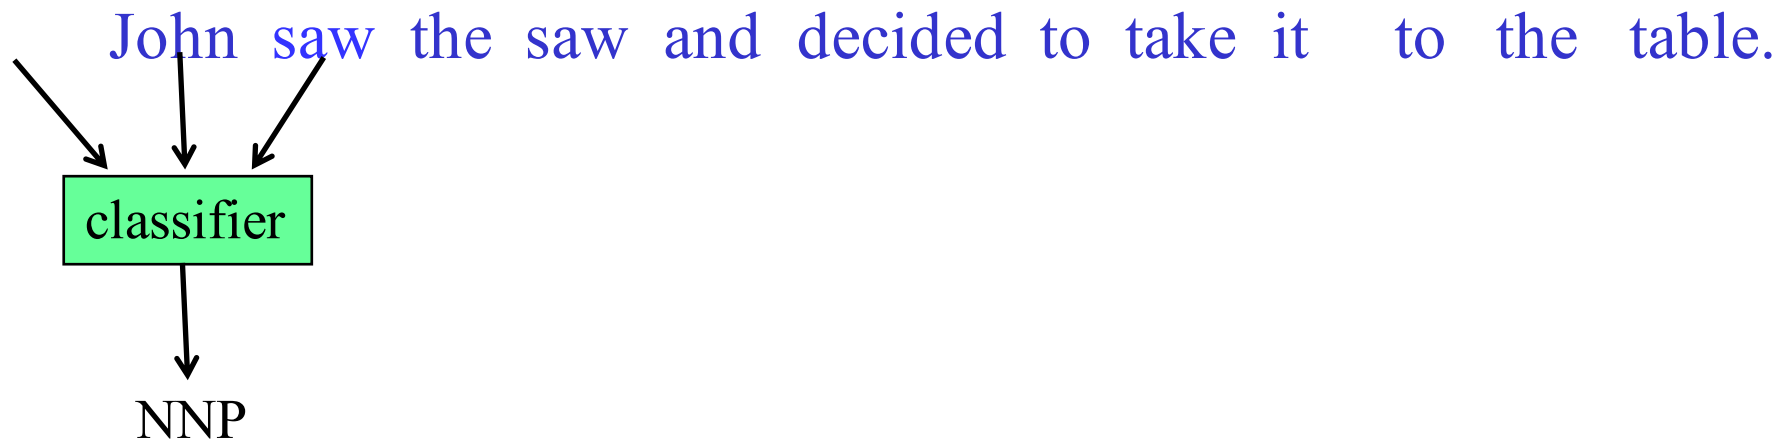 John saw the saw and decided to take it to the table.
classifier
NNP